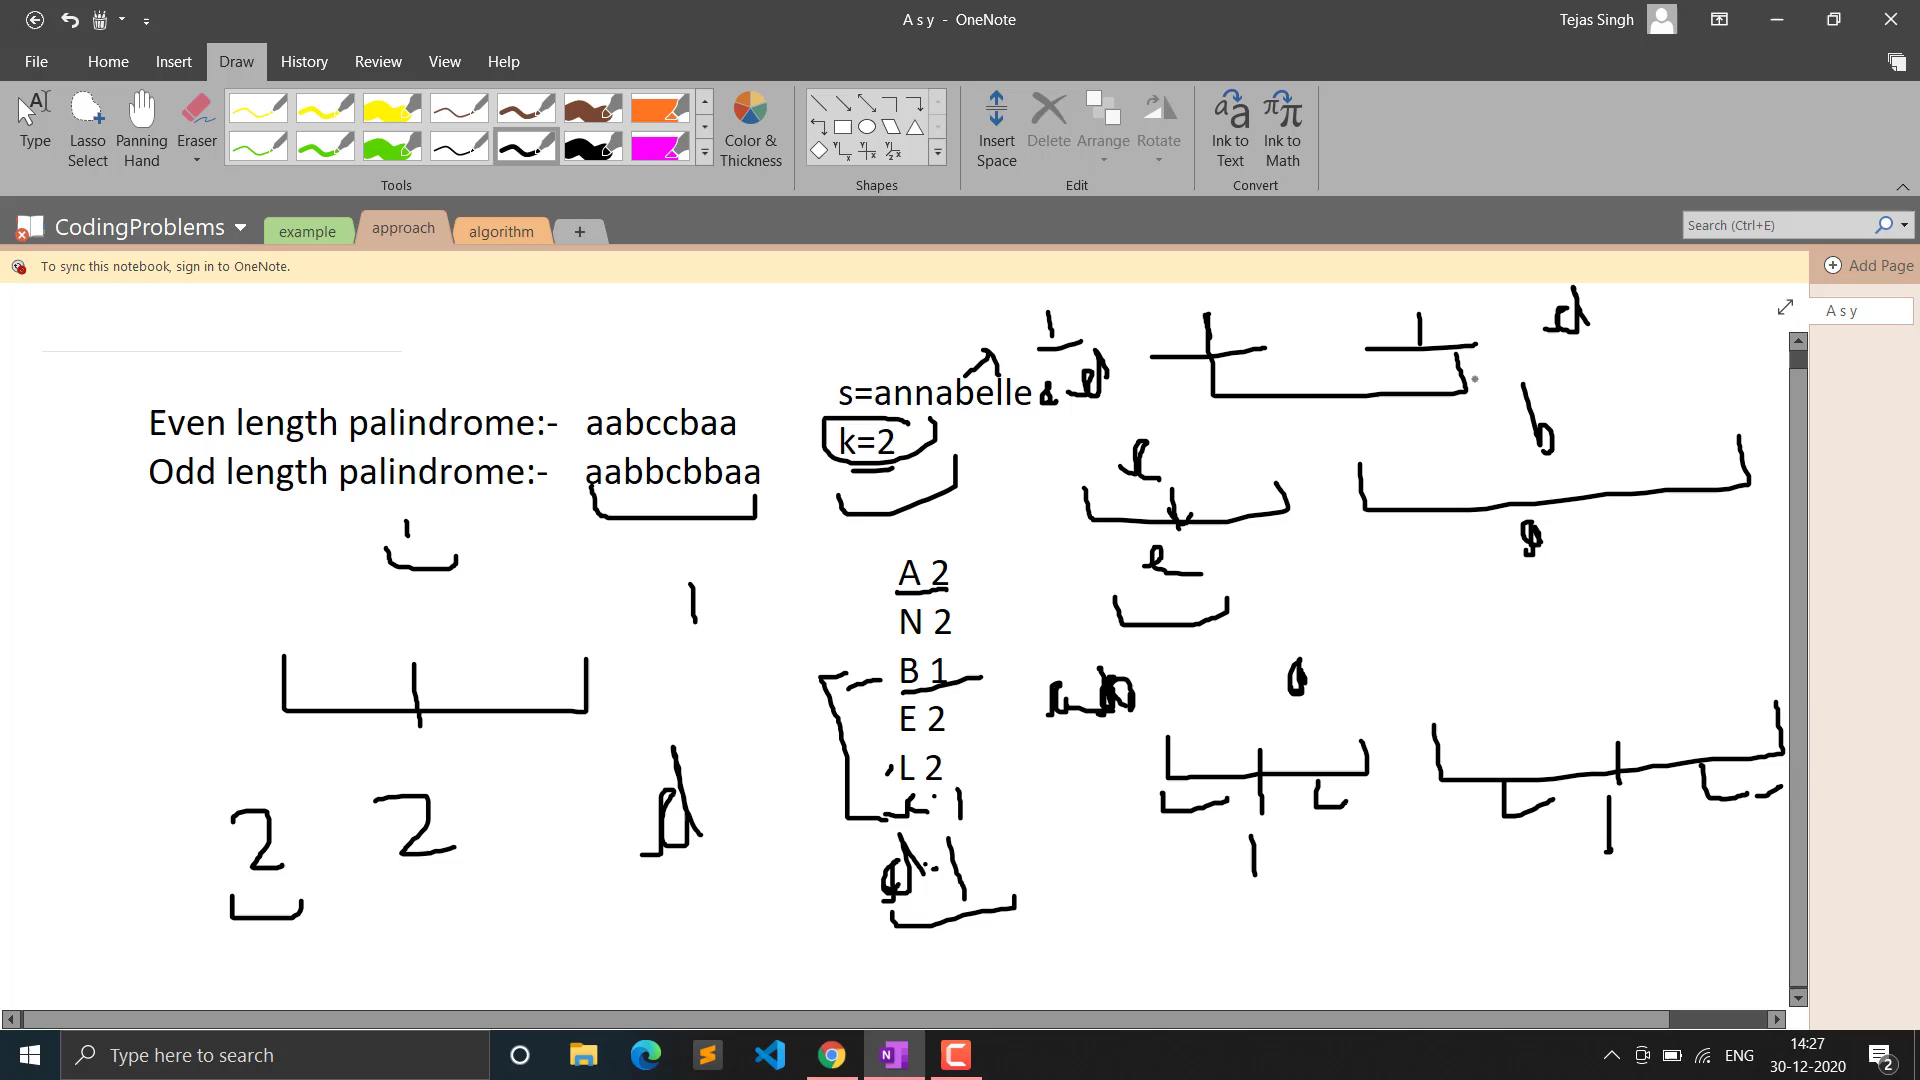 A s y - OneNote
Tejas Singh
File Home Insert Draw History Review View Help
Type
Lasso Select
Panning Hand
Eraser
Color & Thickness
Insert Space
Delete
Arrange
Rotate
Ink to Text
Ink to Math
Tools
Shapes
Edit
Convert
CodingProblems
example
approach
algorithm
+
Search (Ctrl+E)
To sync this notebook, sign in to OneNote.
Add Page
A s y
s=annabelle
k=2
Even length palindrome:- aabccbaa
Odd length palindrome:- aabbcbbaa
A 2
N 2
B 1
E 2
L 2
2 2
Type here to search
ENG
14:27
30-12-2020
2